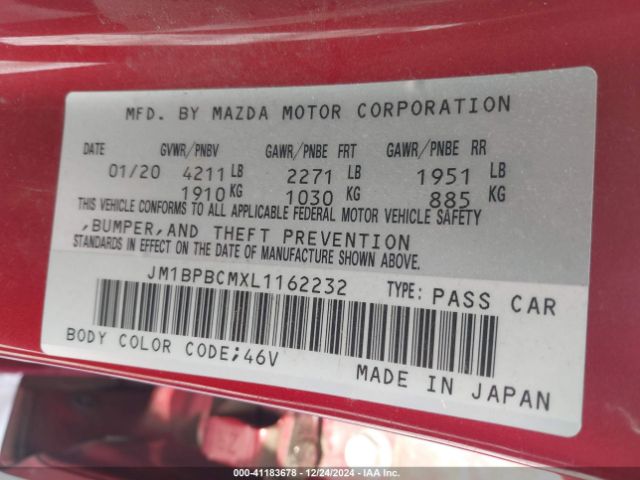 MFD. BY MAZDA MOTOR CORPORATION
DATE GVWR/PNBV GAWR/PNBE FRT GAWR/PNBE RR
01/20 4211 LB 2271 LB 1951 LB
1910 KG 1030 KG 885 KG
THIS VEHICLE CONFORMS TO ALL APPLICABLE FEDERAL MOTOR VEHICLE SAFETY
,BUMPER,AND THEFT PREVENTION
STANDARDS IN EFFECT ON THE DATE OF MANUFACTURE SHOWN ABOVE.
JM1BPBCMXL1162232 TYPE: PASS CAR
BODY COLOR CODE;46V
MADE IN JAPAN
000-41183678 - 12/24/2024 - IAA Inc.